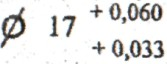 Ø 17 + 0,060
+ 0,033